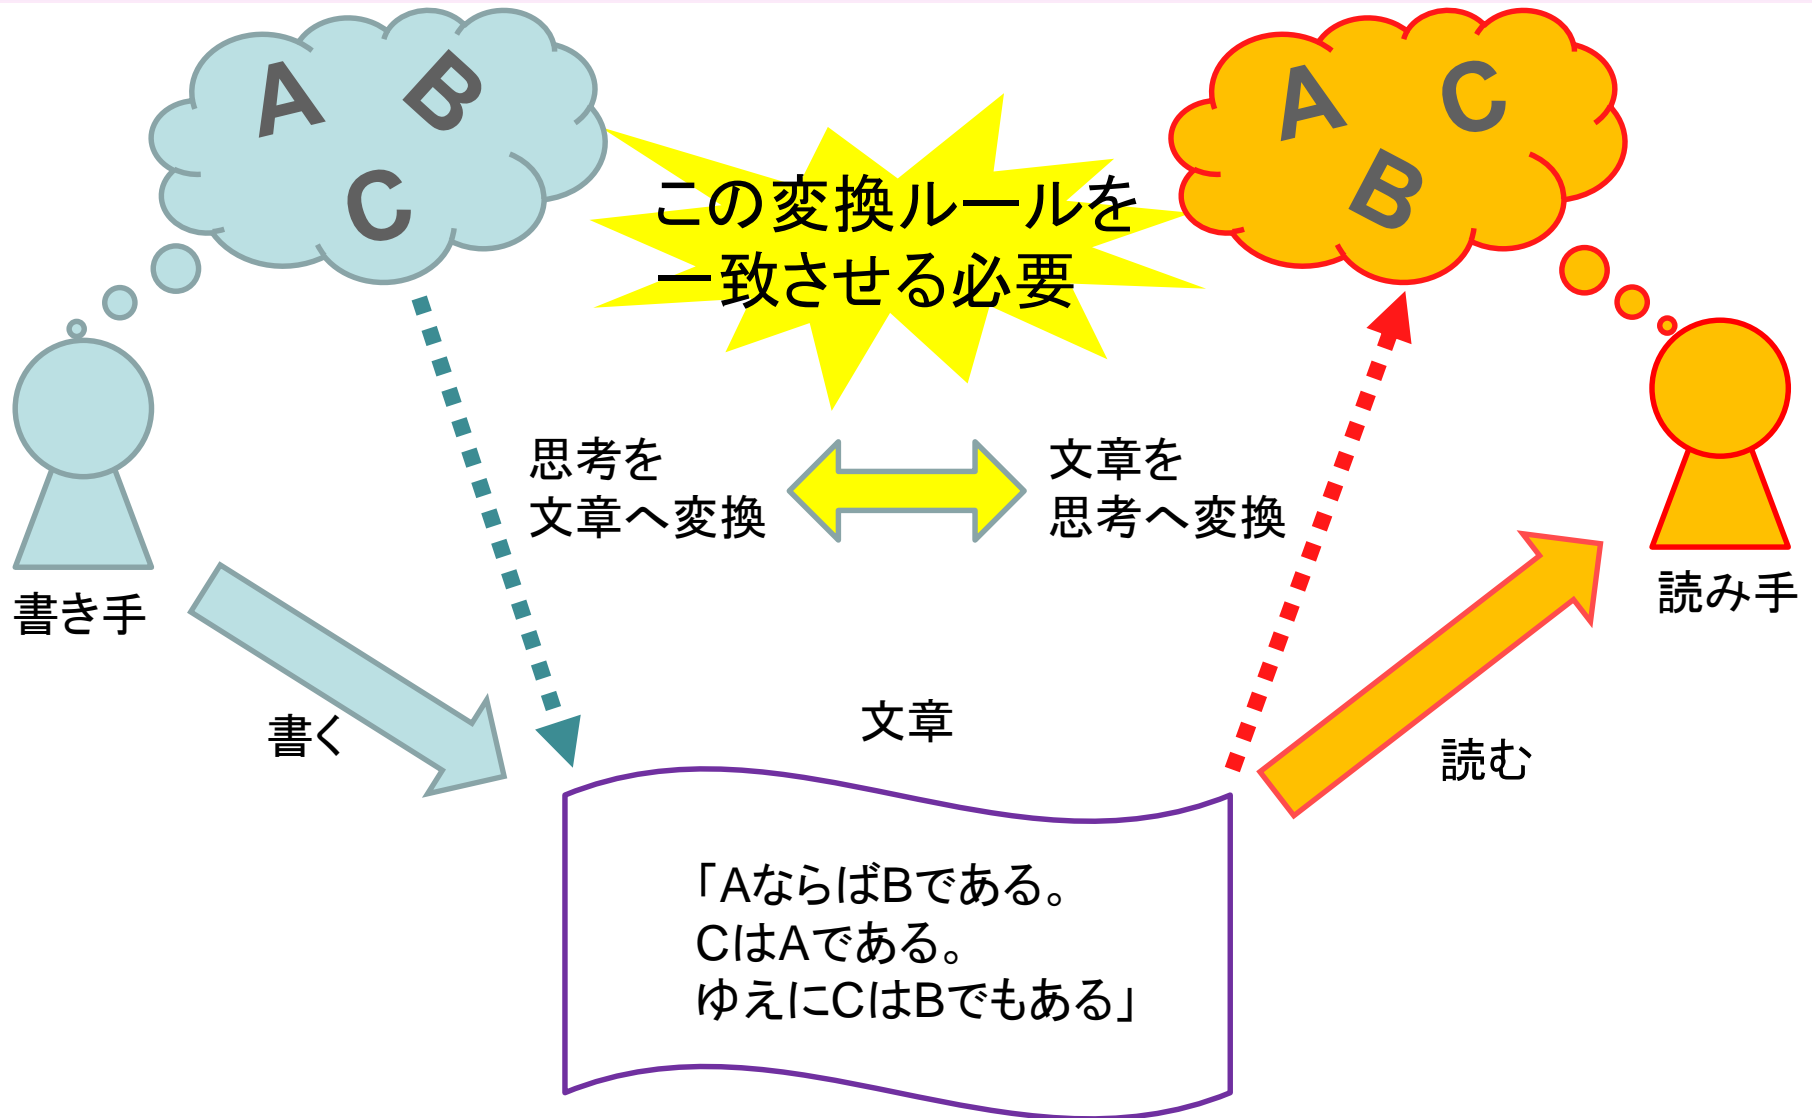 A B
C
A C
B
この変換ルールを
一致させる必要
思考を
文章へ変換
文章を
思考へ変換
書き手
読み手
書く
文章
読む
「AならばBである。
CはAである。
ゆえにCはBでもある」